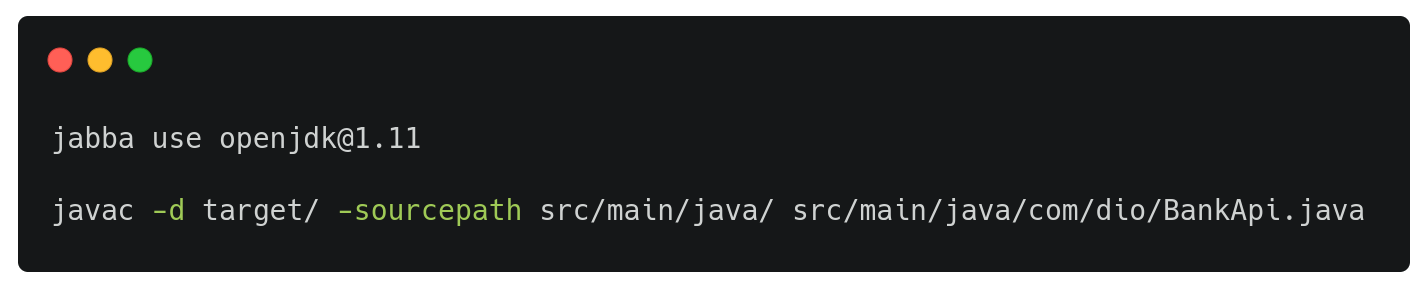 jabba use openjdk@1.11
javac -d target/ -sourcepath src/main/java/ src/main/java/com/dio/BankApi.java